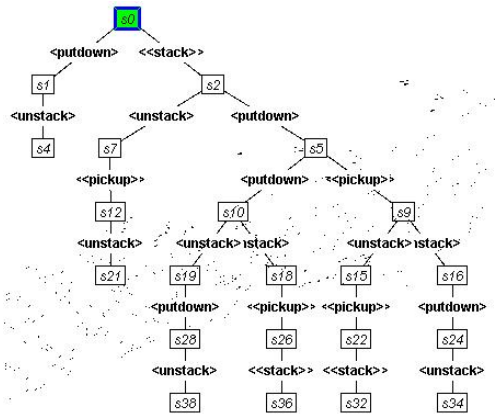 s0
<putdown> <<stack>>
s1 s2
<unstack> <unstack> <putdown>
s4 s7 s5
<<pickup>> <putdown> <<pickup>>
s12 s10 s9
<unstack> <unstack> stack> <unstack> stack>
s21 s19 s18 s15 s16
<putdown> <<pickup>> <<pickup>> <putdown>
s28 s26 s22 s24
<unstack> <<stack>> <<stack>> <unstack>
s38 s36 s32 s34